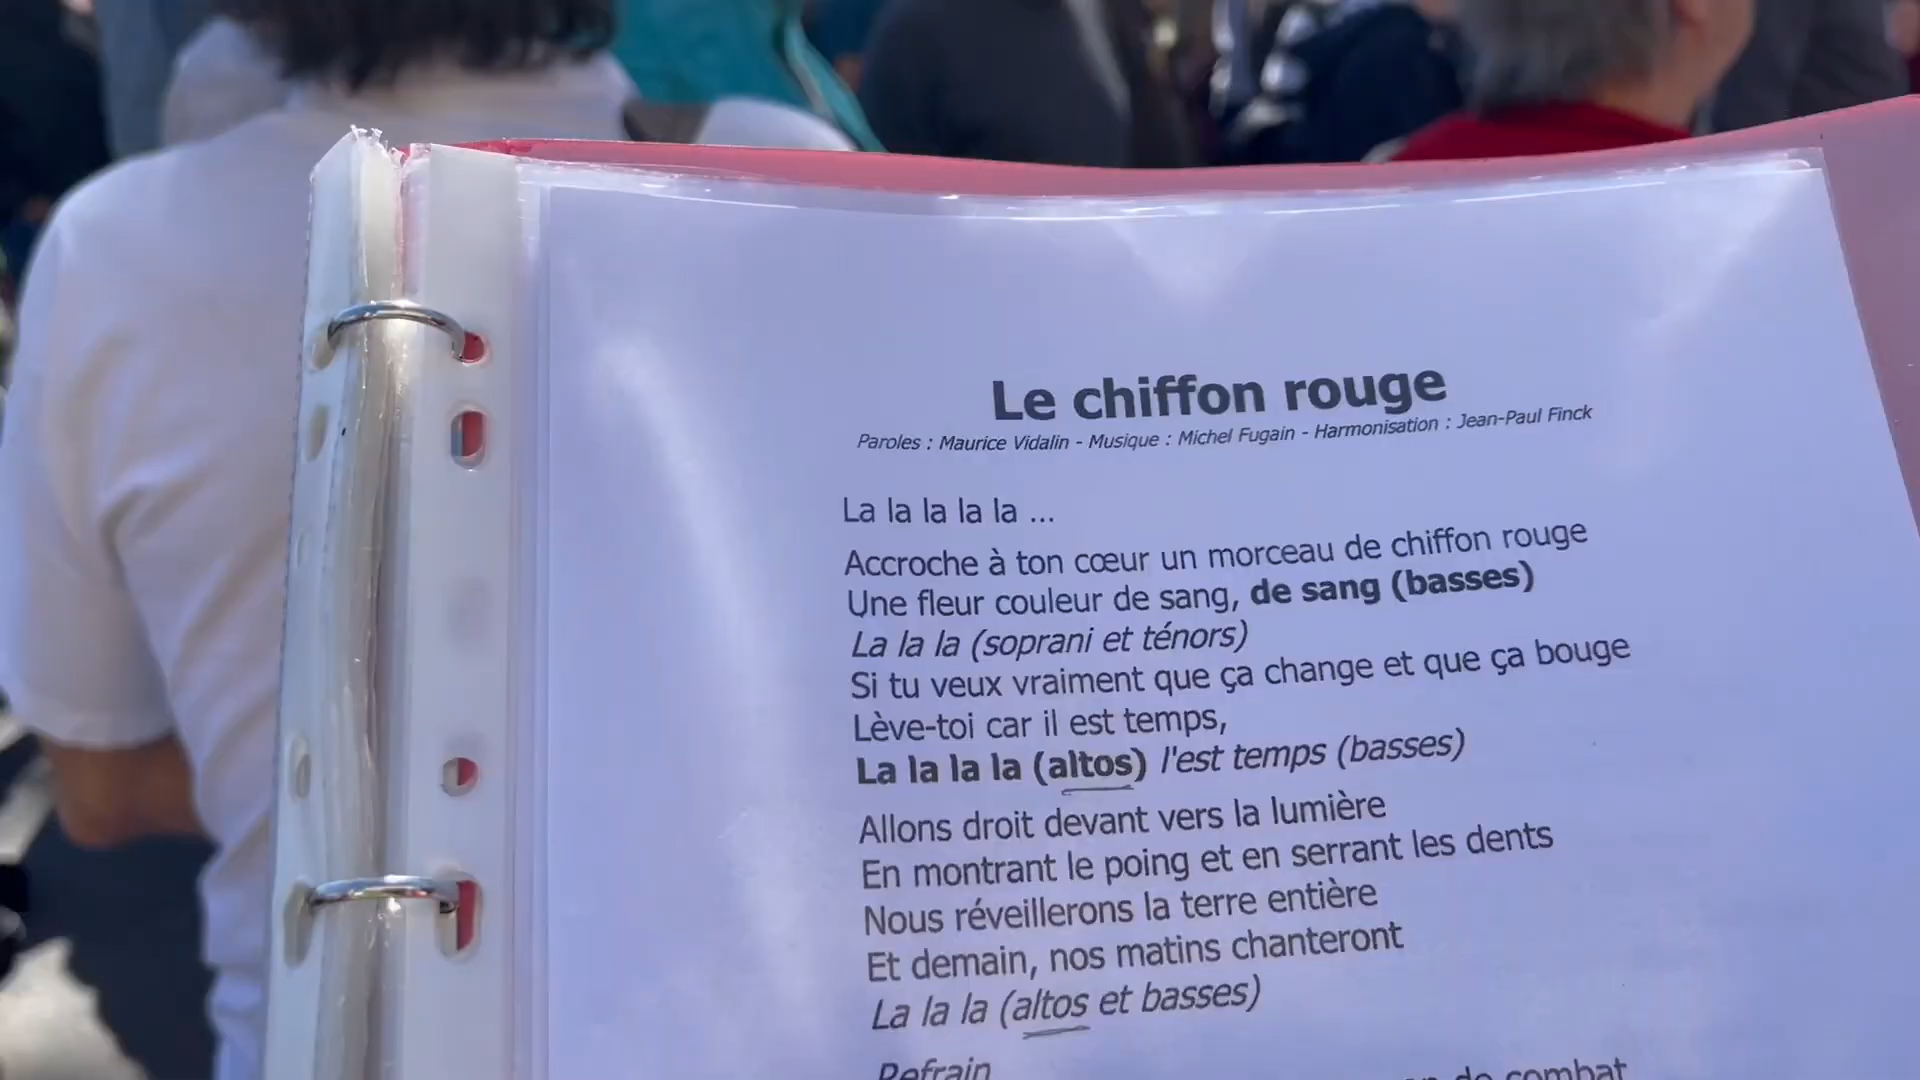 Le chiffon rouge
Paroles : Maurice Vidalin - Musique : Michel Fugain - Harmonisation : Jean-Paul Finck
La la la la la ...
Accroche à ton cœur un morceau de chiffon rouge
Une fleur couleur de sang, de sang (basses)
La la la (soprani et ténors)
Si tu veux vraiment que ça change et que ça bouge
Lève-toi car il est temps,
La la la la (altos) l'est temps (basses)
Allons droit devant vers la lumière
En montrant le poing et en serrant les dents
Nous réveillerons la terre entière
Et demain, nos matins chanteront
La la la (altos et basses)
Refrain
de combat